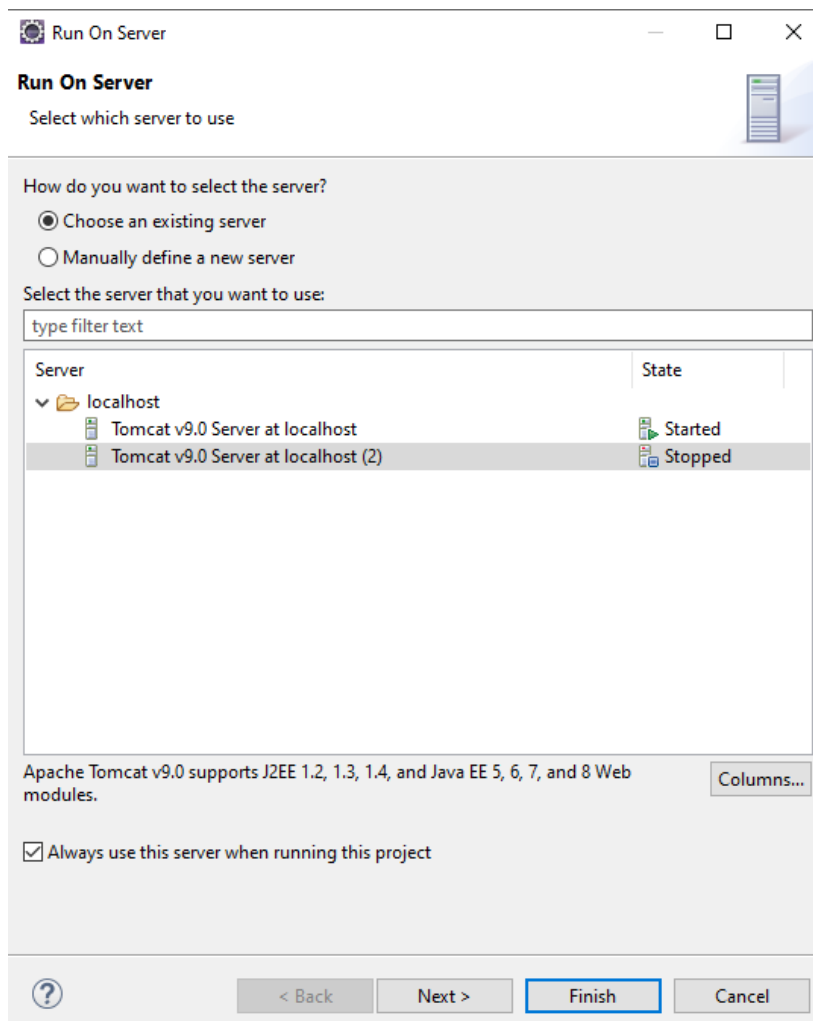 Run On Server
Run On Server
Select which server to use
How do you want to select the server?
Choose an existing server
Manually define a new server
Select the server that you want to use:
type filter text
Server State
localhost
Tomcat v9.0 Server at localhost Started
Tomcat v9.0 Server at localhost (2) Stopped
Apache Tomcat v9.0 supports J2EE 1.2, 1.3, 1.4, and Java EE 5, 6, 7, and 8 Web
modules.
Columns...
Always use this server when running this project
? < Back Next > Finish Cancel